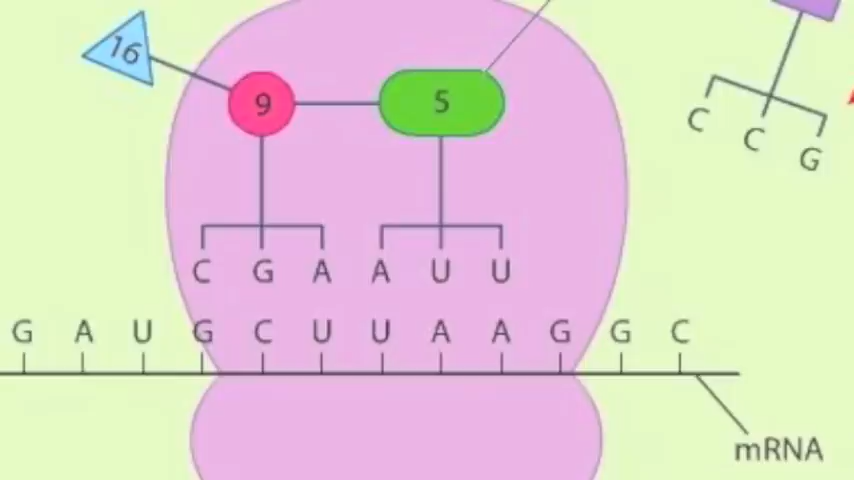 16
9
5
C C G
C G A A U U
G A U G C U U A A G G C
mRNA